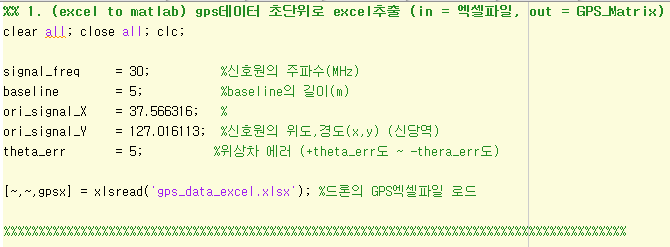 %% 1. (excel to matlab) gps데이터 초단위로 excel추출 (in = 엑셀파일, out = GPS_Matrix)
clear all; close all; clc;
signal_freq = 30; %신호원의 주파수(MHz)
baseline = 5; %baseline의 길이(m)
ori_signal_X = 37.566316; %
ori_signal_Y = 127.016113; %신호원의 위도,경도(x,y) (신당역)
theta_err = 5; %위상차 에러 (+theta_err도 ~ -thera_err도)
[~,~,gpsx] = xlsread('gps_data_excel.xlsx'); %드론의 GPS엑셀파일 로드
%%%%%%%%%%%%%%%%%%%%%%%%%%%%%%%%%%%%%%%%%%%%%%%%%%%%%%%%%%%%%%%%%%%%%%%%%%%%%%%%%%%%%%%%%%%